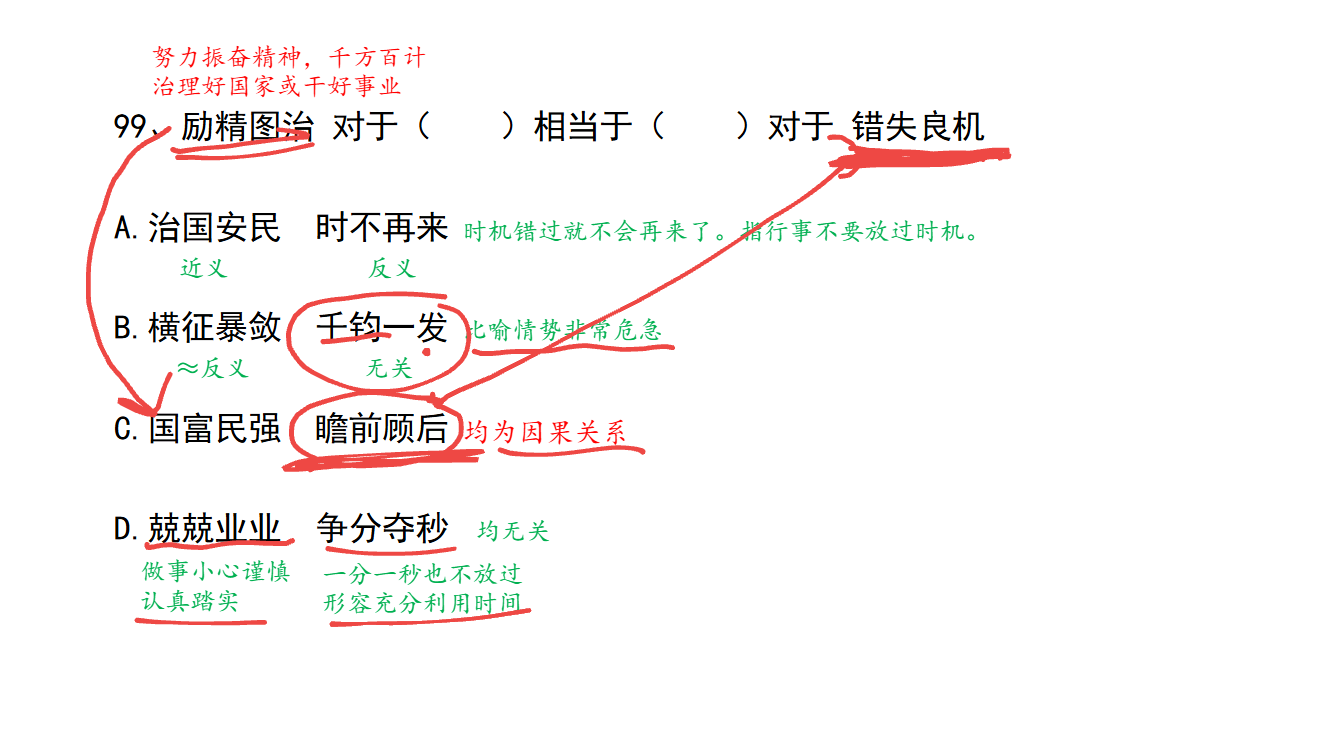 努力振奋精神，千方百计
治理好国家或干好事业
99、励精图治 对于（  ）相当于（  ）对于 错失良机
A.治国安民 时不再来 时机错过就不会再来了。指行事不要放过时机。
近义 反义
B.横征暴敛 千钧一发 比喻情势非常危急
≈反义 无关
C.国富民强 瞻前顾后 均为因果关系
D.兢兢业业 争分夺秒 均无关
做事小心谨慎 一分一秒也不放过
认真踏实 形容充分利用时间